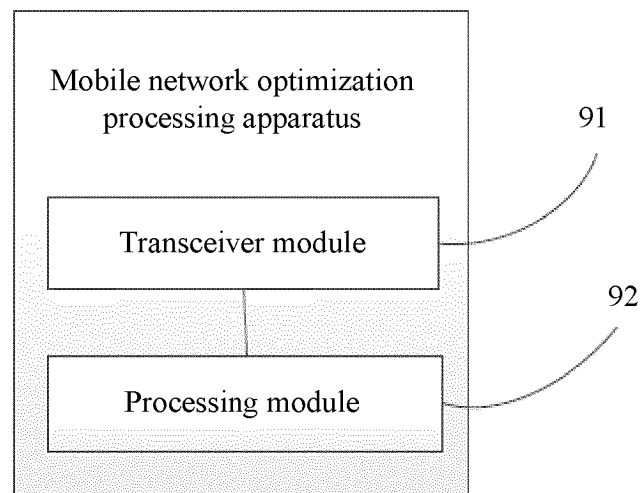 Mobile network optimization
processing apparatus
91
Transceiver module
92
Processing module